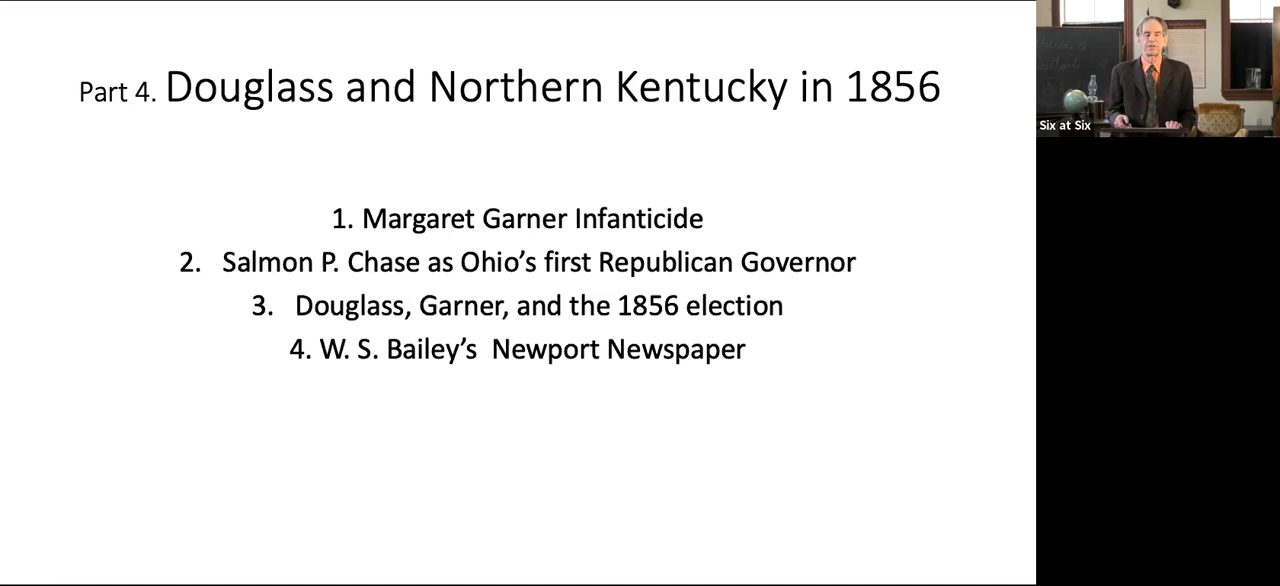 Part 4. Douglass and Northern Kentucky in 1856
1. Margaret Garner Infanticide
2. Salmon P. Chase as Ohio’s first Republican Governor
3. Douglass, Garner, and the 1856 election
4. W. S. Bailey’s Newport Newspaper
Six at Six